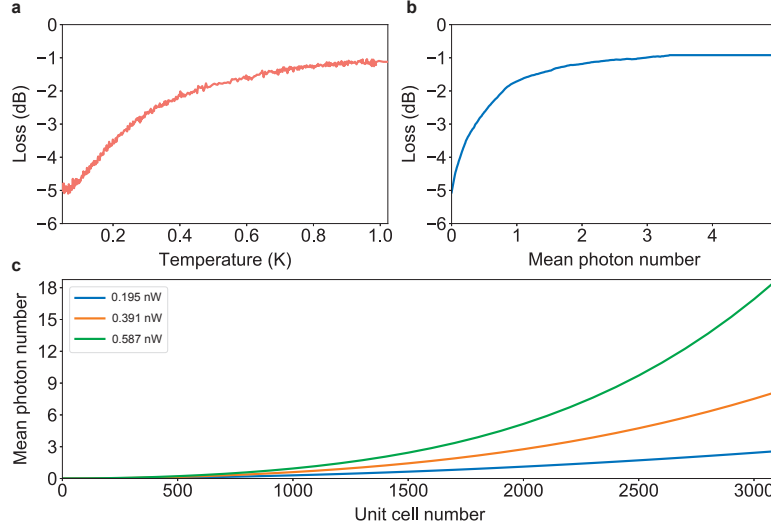 a
0
−1
−2
−3
−4
−5
−6
Loss (dB)
0.2 0.4 0.6 0.8 1.0
Temperature (K)
b
0
−1
−2
−3
−4
−5
−6
Loss (dB)
0 1 2 3 4
Mean photon number
c
18
15
12
9
6
3
0
Mean photon number
0.195 nW
0.391 nW
0.587 nW
0 500 1000 1500 2000 2500 3000
Unit cell number